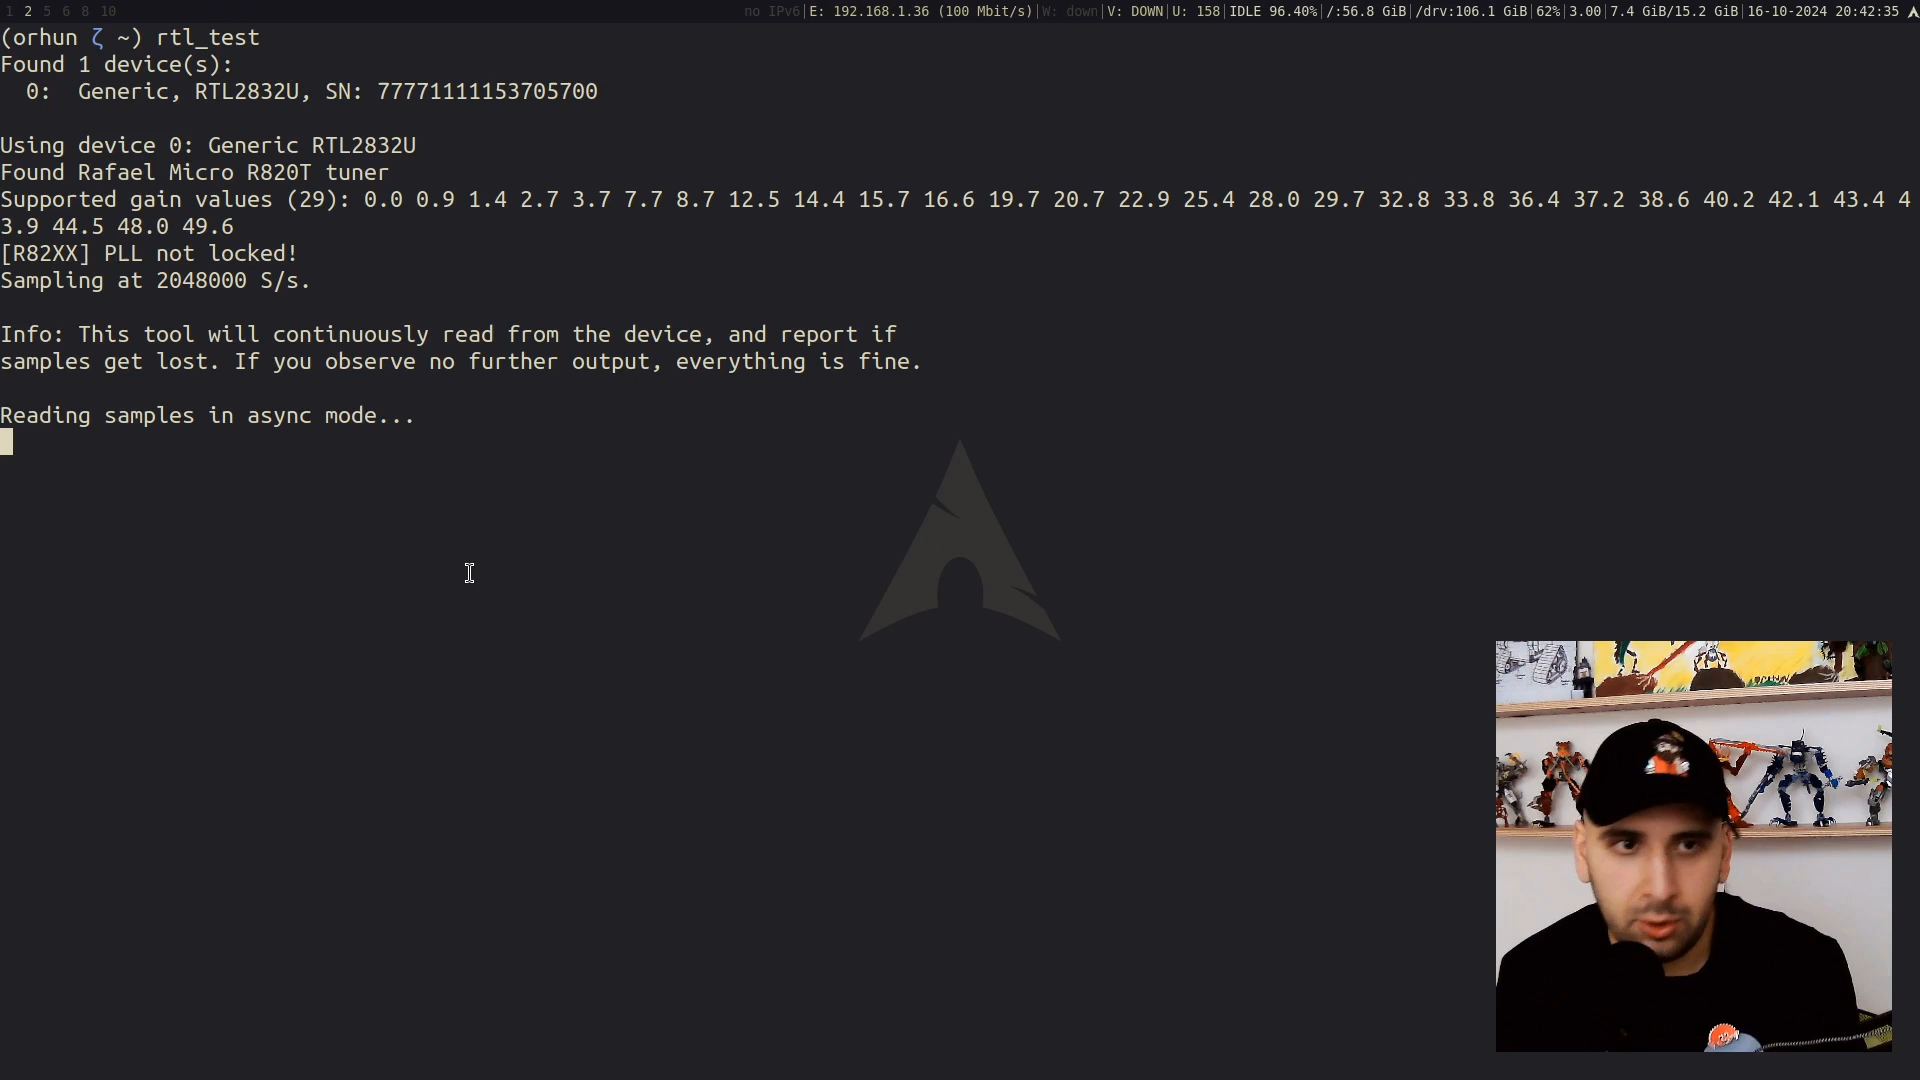 1 2 5 6 8 10 no IPv6|E: 192.168.1.36 (100 Mbit/s)|W: down|V: DOWN|U: 158|IDLE 96.40%|/:56.8 GiB|/drv:106.1 GiB|62%|3.00|7.4 GiB/15.2 GiB|16-10-2024 20:42:35
(orhun ζ ~) rtl_test
Found 1 device(s):
  0:  Generic, RTL2832U, SN: 77771111153705700
Using device 0: Generic RTL2832U
Found Rafael Micro R820T tuner
Supported gain values (29): 0.0 0.9 1.4 2.7 3.7 7.7 8.7 12.5 14.4 15.7 16.6 19.7 20.7 22.9 25.4 28.0 29.7 32.8 33.8 36.4 37.2 38.6 40.2 42.1 43.4 4
3.9 44.5 48.0 49.6
[R82XX] PLL not locked!
Sampling at 2048000 S/s.
Info: This tool will continuously read from the device, and report if
samples get lost. If you observe no further output, everything is fine.
Reading samples in async mode...